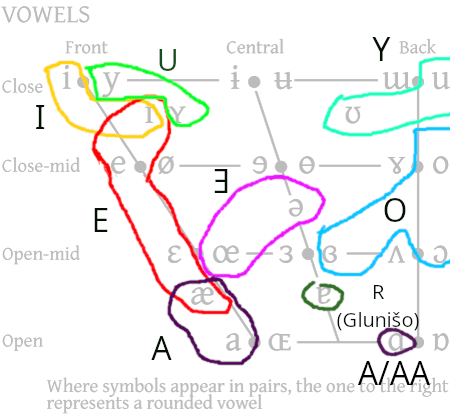 VOWELS
Front Central Y Back
U
Close i y ɨ ʉ ɯ u
I ɪ ʏ ʊ
Close-mid e ø ɘ ɵ ɤ o
Ǝ
E ə O
Open-mid ɛ œ ɜ ɞ ʌ ɔ
æ ɐ R
(Glunišo)
Open A a ɶ ɑ ɒ
A/AA
Where symbols appear in pairs, the one to the right
represents a rounded vowel